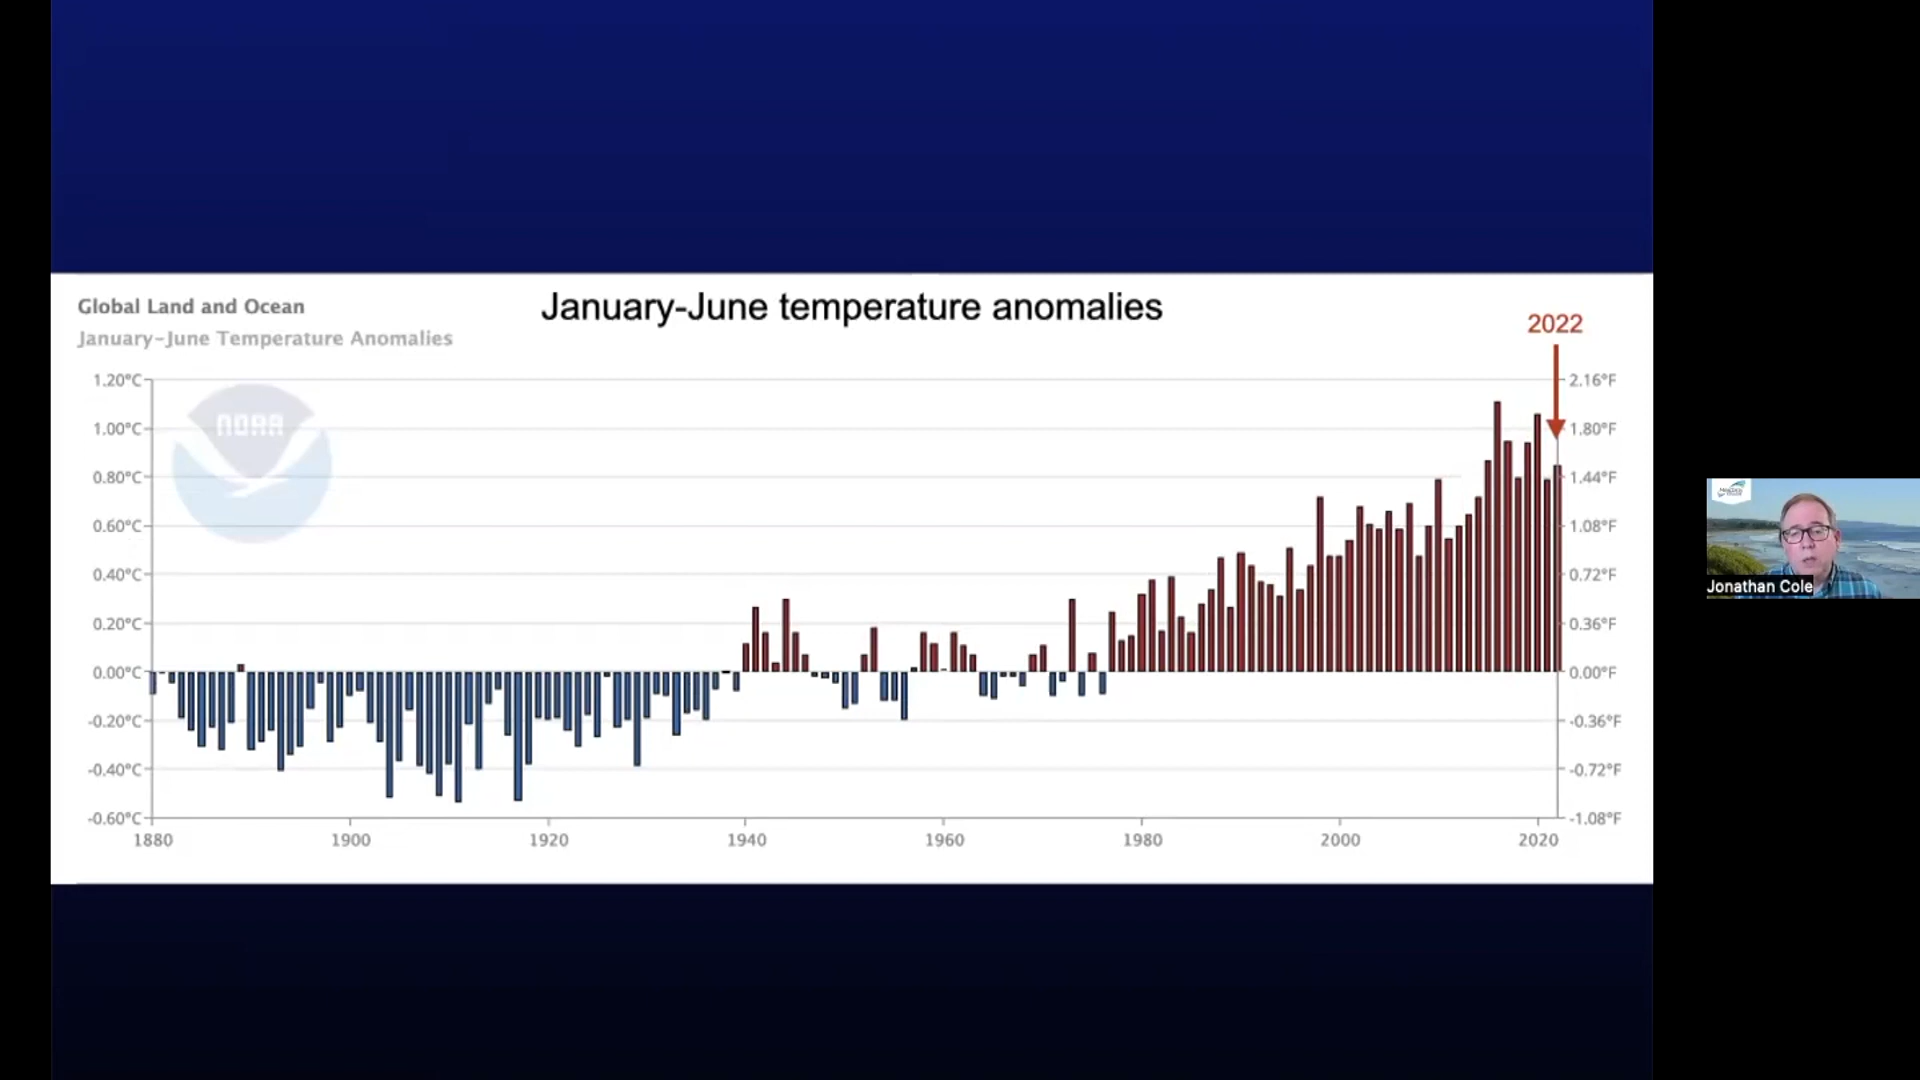 Global Land and Ocean
January-June temperature anomalies
January-June Temperature Anomalies
2022
1.20°C
1.00°C
0.80°C
0.60°C
0.40°C
0.20°C
0.00°C
-0.20°C
-0.40°C
-0.60°C
NOAA
2.16°F
1.80°F
1.44°F
1.08°F
0.72°F
0.36°F
0.00°F
-0.36°F
-0.72°F
-1.08°F
1880 1900 1920 1940 1960 1980 2000 2020
Jonathan Cole